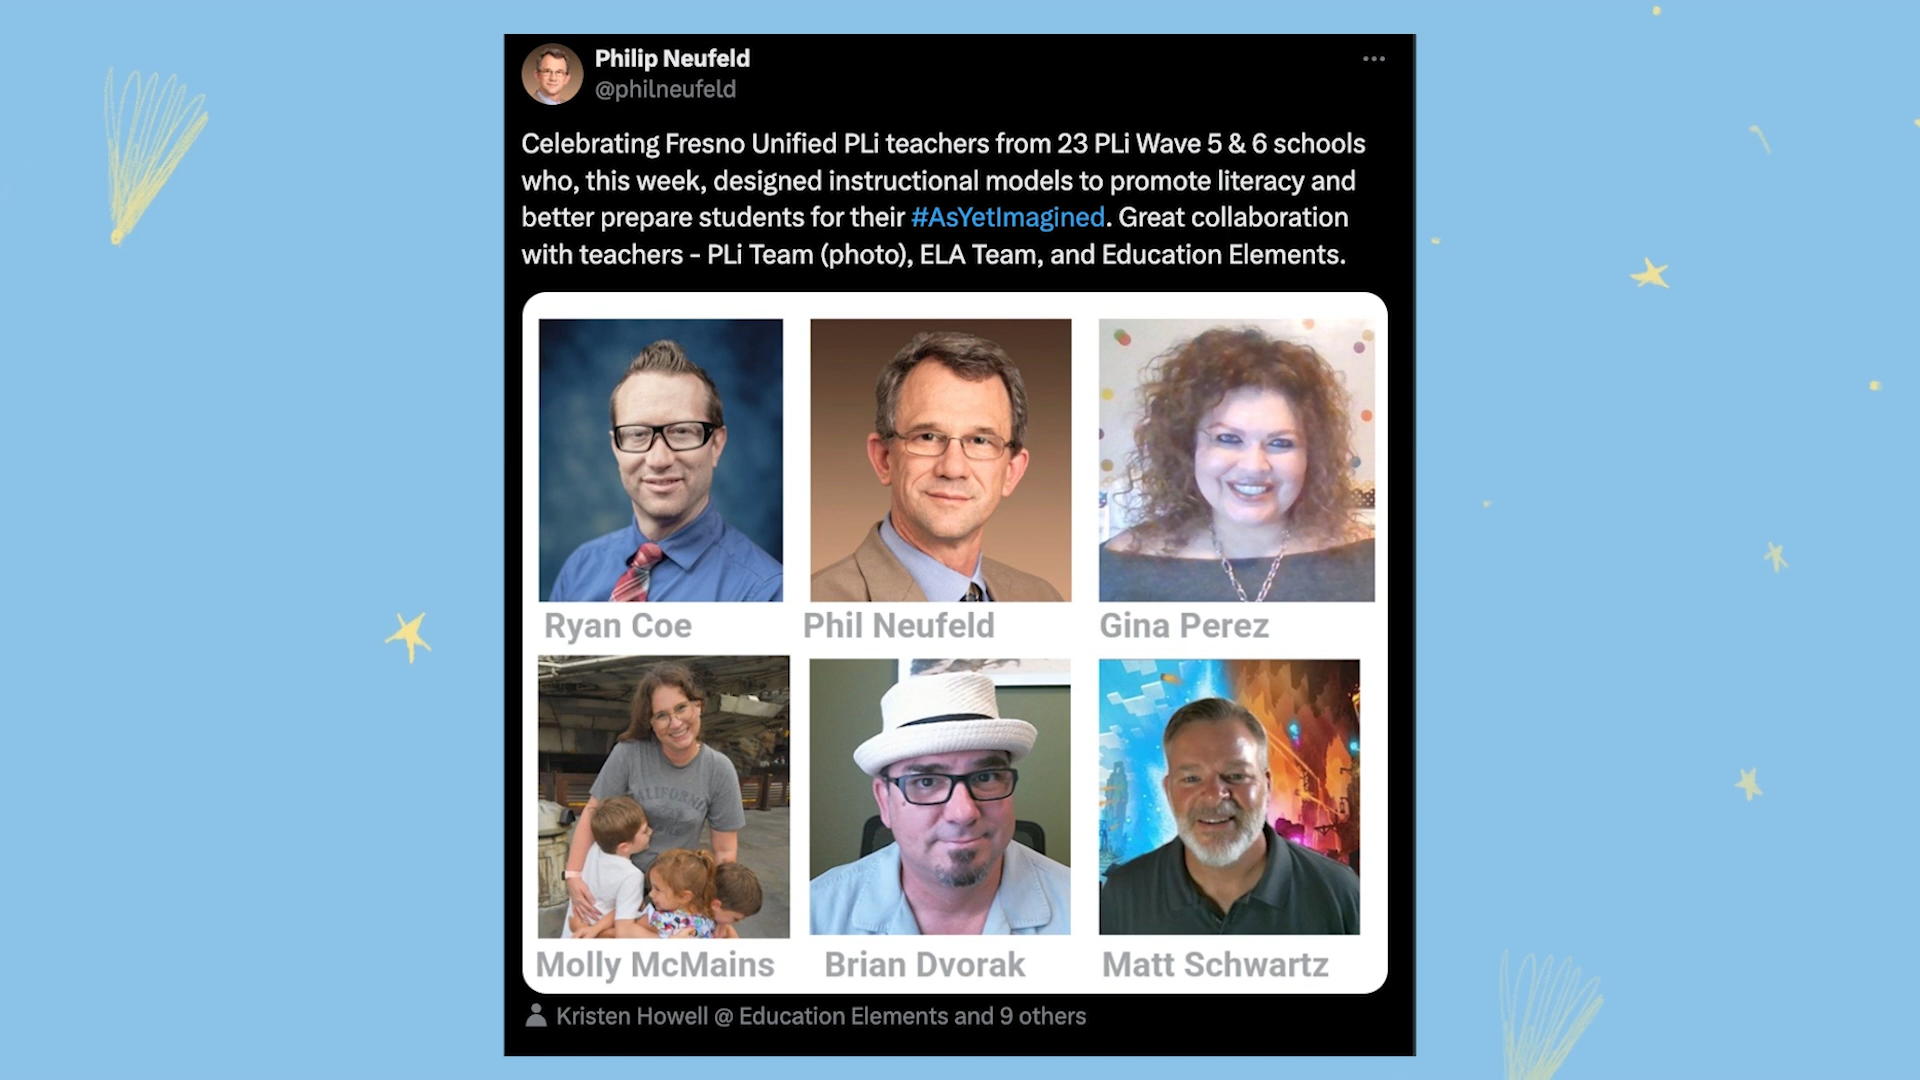 Philip Neufeld
@philneufeld
Celebrating Fresno Unified PLi teachers from 23 PLi Wave 5 & 6 schools
who, this week, designed instructional models to promote literacy and
better prepare students for their #AsYetImagined. Great collaboration
with teachers - PLi Team (photo), ELA Team, and Education Elements.
Ryan Coe
Phil Neufeld
Gina Perez
CALIFORNIA
Molly McMains
Brian Dvorak
Matt Schwartz
Kristen Howell @ Education Elements and 9 others